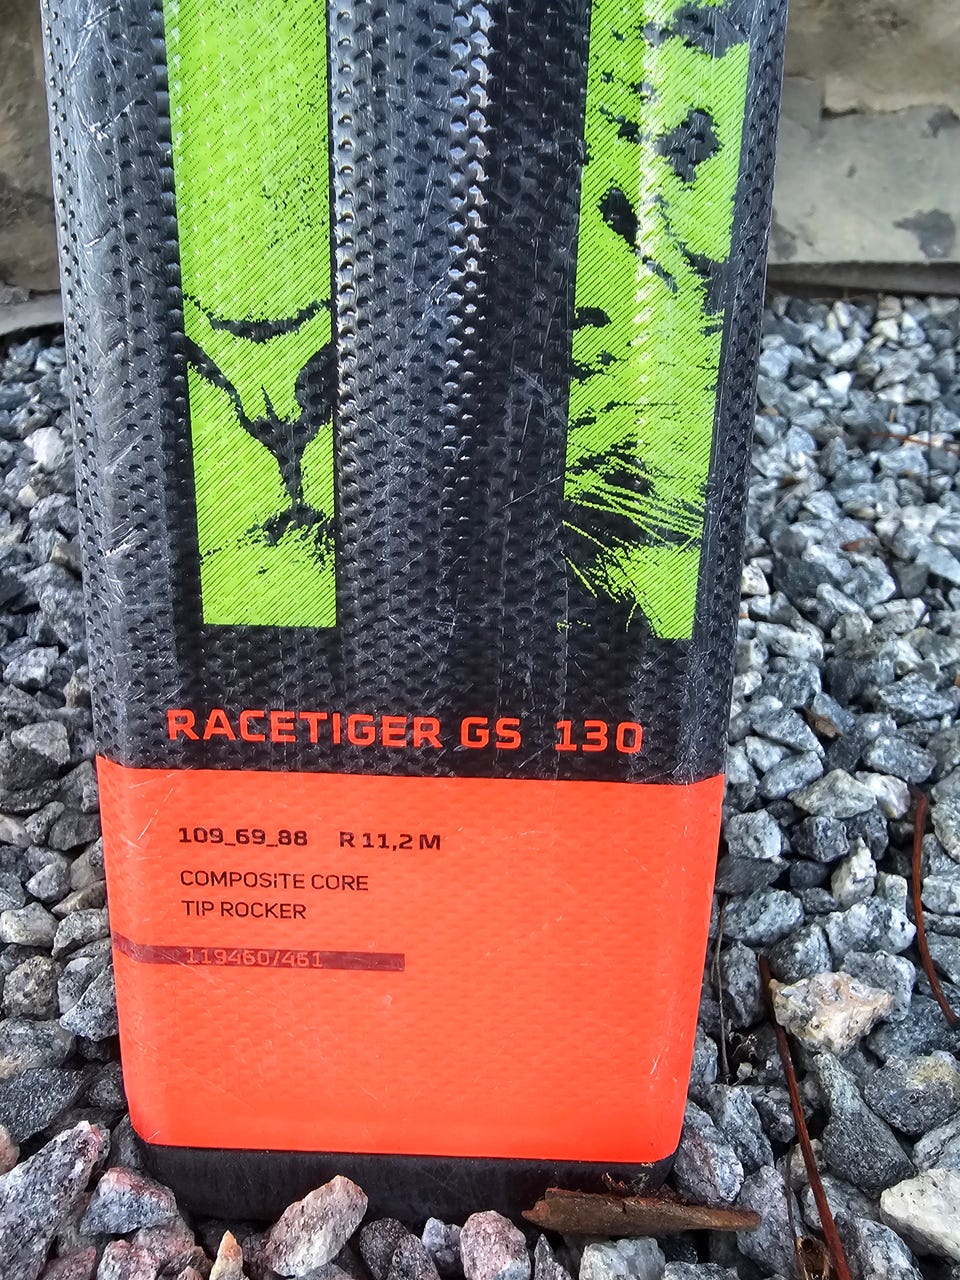 RACETIGER GS 130
109_69_88 R 11,2 M
COMPOSITE CORE
TIP ROCKER
119460/461